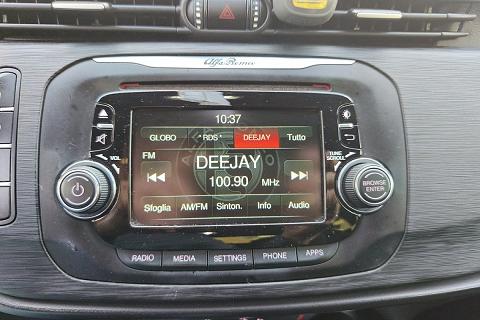 Alfa Romeo
10:37
GLOBO RDS DEEJAY Tutto
FM
DEEJAY
100.90 MHz
Sfoglia AM/FM Sinton. Info Audio
VOL
TUNE
SCROLL
BROWSE
ENTER
RADIO MEDIA SETTINGS PHONE APPS